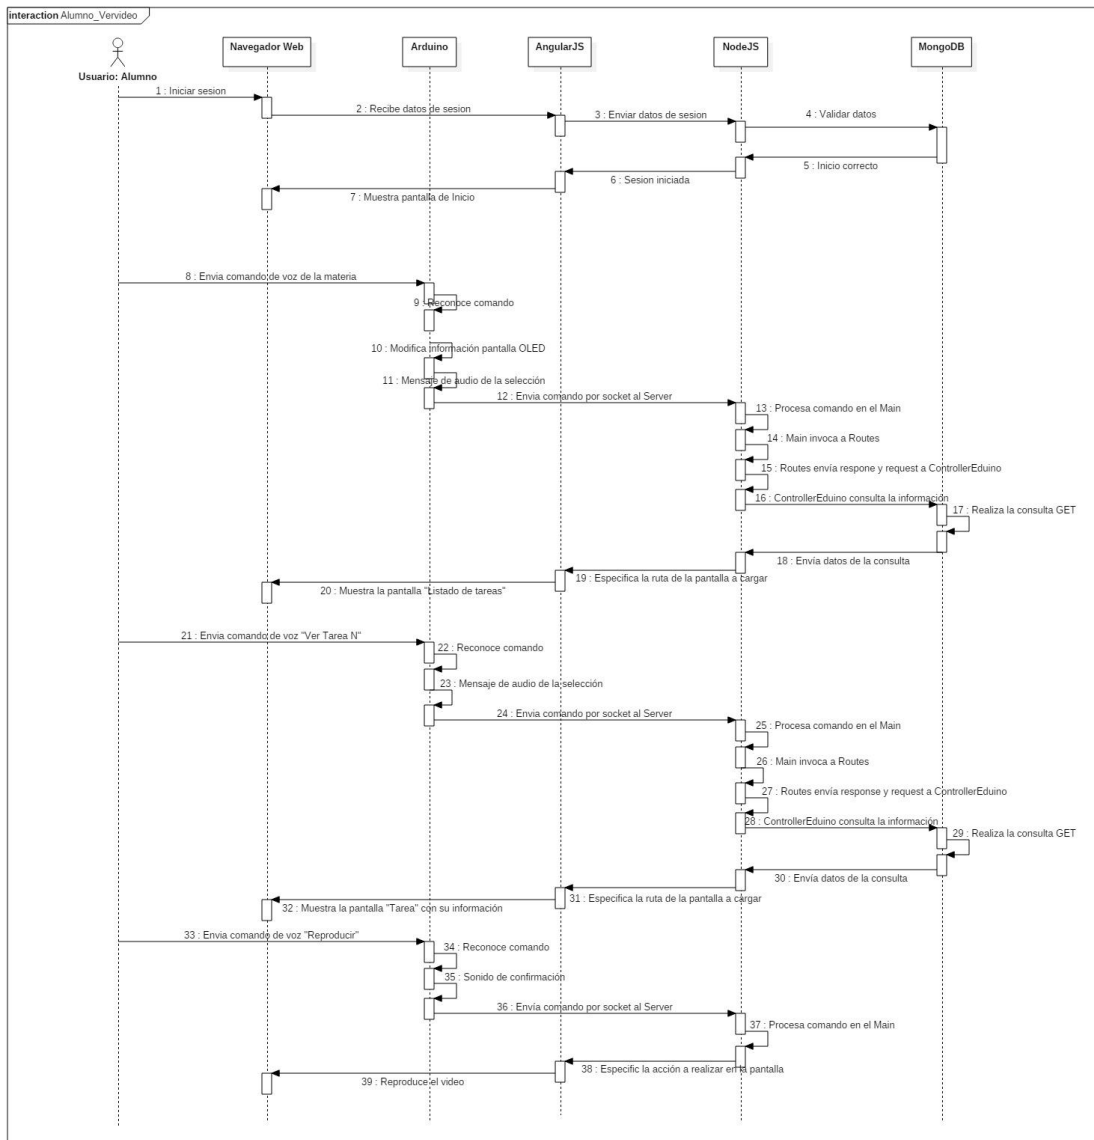 interaction Alumno_Vervideo
Usuario: Alumno
Navegador Web
Arduino
AngularJS
NodeJS
MongoDB
1 : Iniciar sesion
2 : Recibe datos de sesion
3 : Enviar datos de sesion
4 : Validar datos
5 : Inicio correcto
6 : Sesion iniciada
7 : Muestra pantalla de Inicio
8 : Envia comando de voz de la materia
9 : Reconoce comando
10 : Modifica información pantalla OLED
11 : Mensaje de audio de la selección
12 : Envia comando por socket al Server
13 : Procesa comando en el Main
14 : Main invoca a Routes
15 : Routes envía respone y request a ControllerEduino
16 : ControllerEduino consulta la información
17 : Realiza la consulta GET
18 : Envía datos de la consulta
19 : Especifica la ruta de la pantalla a cargar
20 : Muestra la pantalla "Listado de tareas"
21 : Envia comando de voz "Ver Tarea N"
22 : Reconoce comando
23 : Mensaje de audio de la selección
24 : Envia comando por socket al Server
25 : Procesa comando en el Main
26 : Main invoca a Routes
27 : Routes envía response y request a ControllerEduino
28 : ControllerEduino consulta la información
29 : Realiza la consulta GET
30 : Envía datos de la consulta
31 : Especifica la ruta de la pantalla a cargar
32 : Muestra la pantalla "Tarea" con su información
33 : Envia comando de voz "Reproducir"
34 : Reconoce comando
35 : Sonido de confirmación
36 : Envía comando por socket al Server
37 : Procesa comando en el Main
38 : Especific la acción a realizar en la pantalla
39 : Reproduce el video